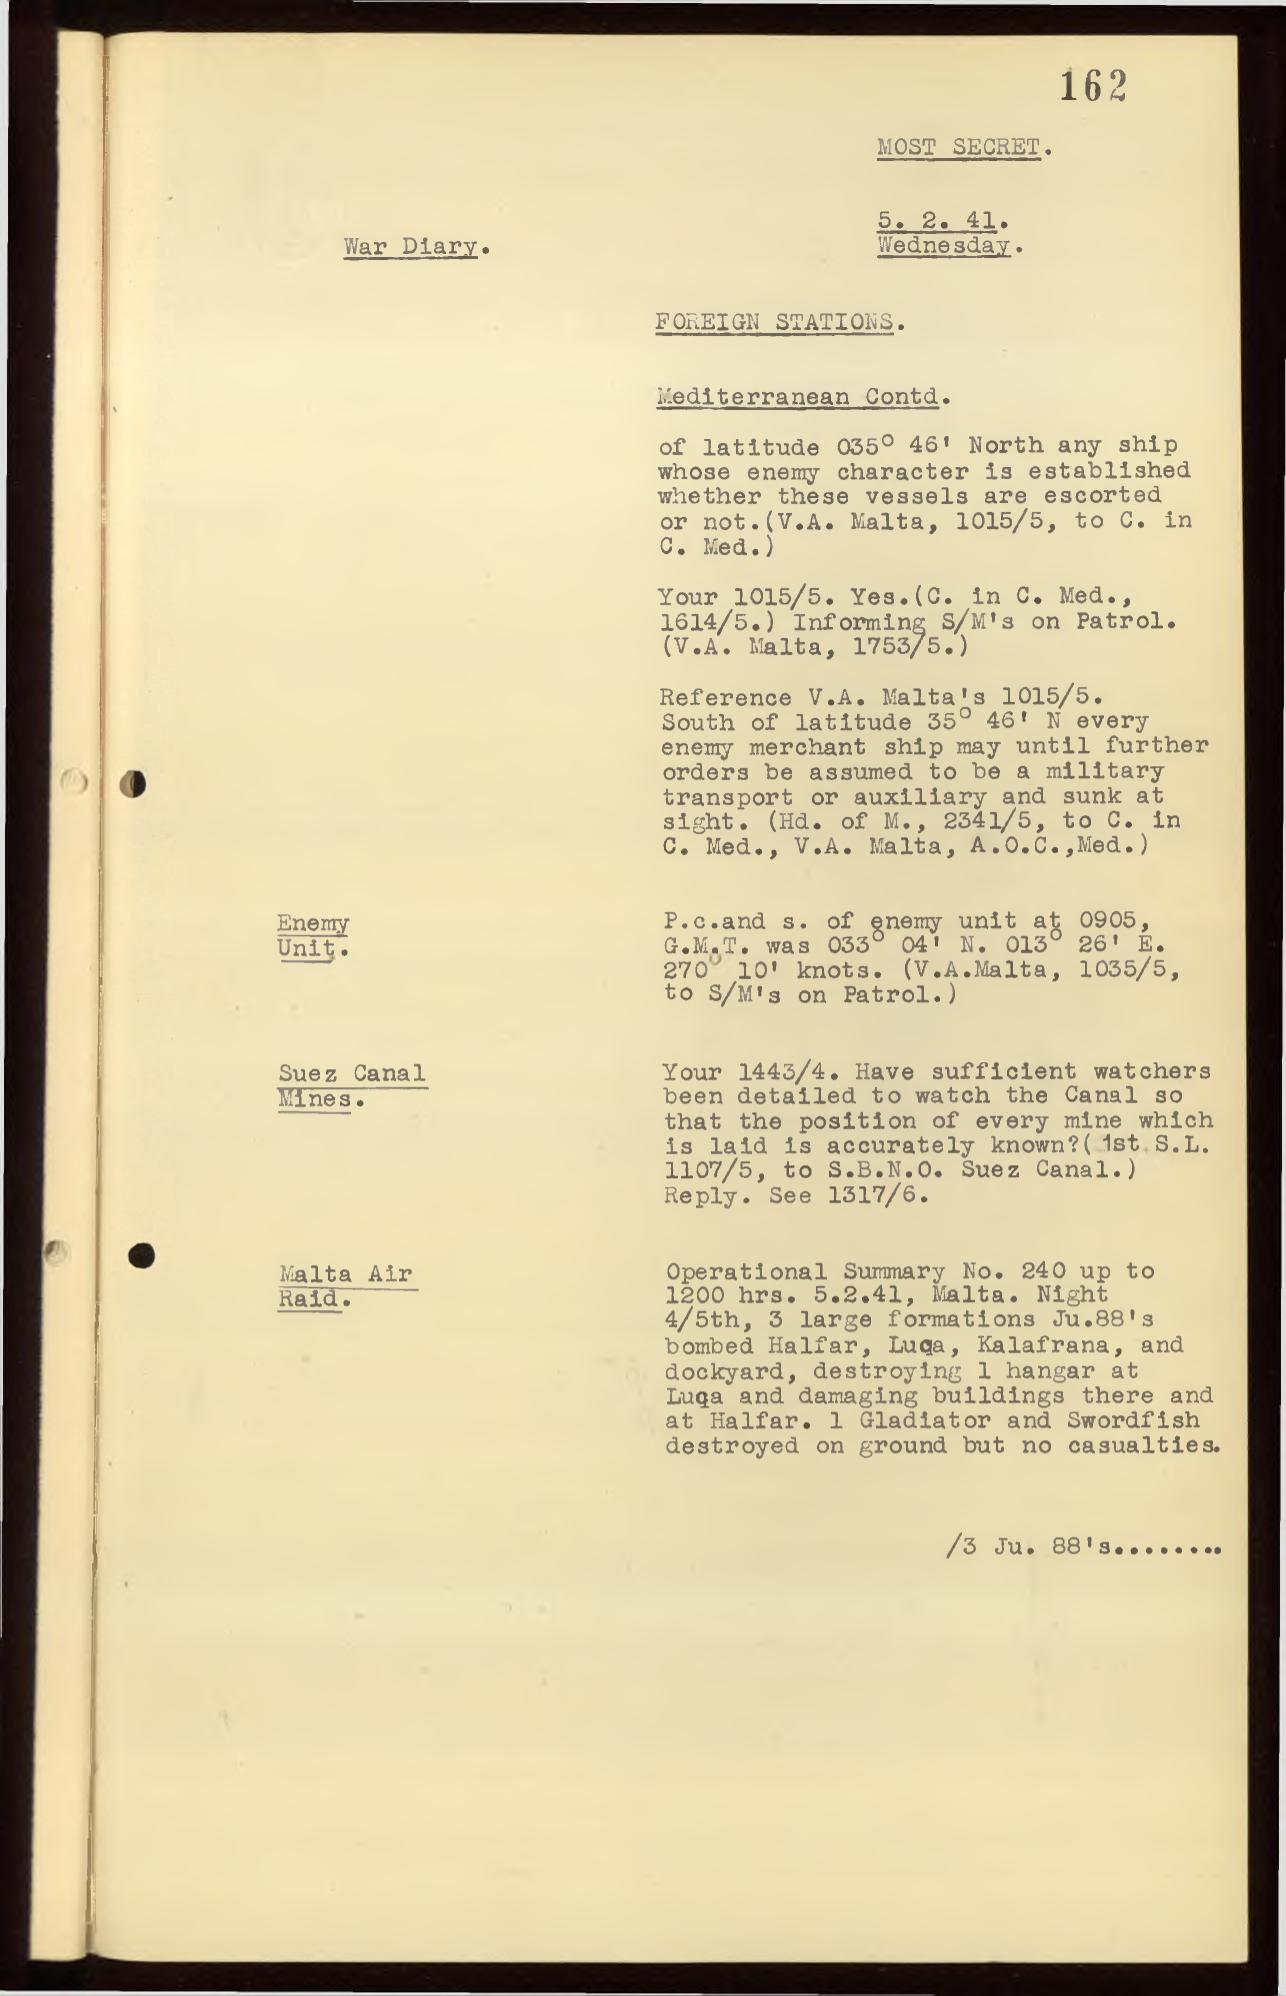 162
MOST SECRET.
5. 2. 41.
War Diary.
Wednesday.
FOREIGN STATIONS.
Mediterranean Contd.
of latitude 035° 46' North any ship
whose enemy character is established
whether these vessels are escorted
or not.(V.A. Malta, 1015/5, to C. in
C. Med.)
Your 1015/5. Yes.(C. in C. Med.,
1614/5.) Informing S/M's on Patrol.
(V.A. Malta, 1753/5.)
Reference V.A. Malta's 1015/5.
South of latitude 35° 46' N every
enemy merchant ship may until further
orders be assumed to be a military
transport or auxiliary and sunk at
sight. (Hd. of M., 2341/5, to C. in
C. Med., V.A. Malta, A.O.C.,Med.)
Enemy
Unit.
P.c.and s. of enemy unit at 0905,
G.M.T. was 033° 04' N. 013° 26' E.
270° 10' knots. (V.A.Malta, 1035/5,
to S/M's on Patrol.)
Suez Canal
Mines.
Your 1443/4. Have sufficient watchers
been detailed to watch the Canal so
that the position of every mine which
is laid is accurately known?( 1st S.L.
1107/5, to S.B.N.O. Suez Canal.)
Reply. See 1317/6.
Malta Air
Raid.
Operational Summary No. 240 up to
1200 hrs. 5.2.41, Malta. Night
4/5th, 3 large formations Ju.88's
bombed Halfar, Luqa, Kalafrana, and
dockyard, destroying 1 hangar at
Luqa and damaging buildings there and
at Halfar. 1 Gladiator and Swordfish
destroyed on ground but no casualties.
/3 Ju. 88's........